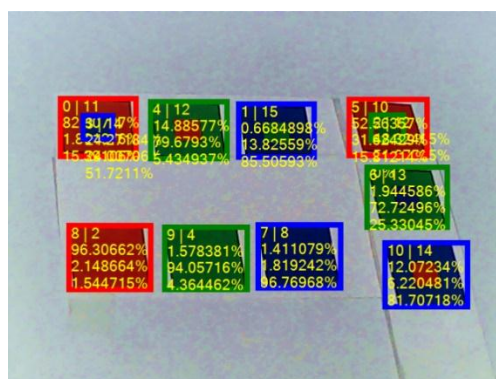 0 | 11
4 | 12
14.88577%
79.6793%
5.434937%
1 | 15
0.6684898%
13.82559%
85.50593%
5 | 10
51.7211%
1.944586%
72.72496%
25.33045%
8 | 2
96.30662%
2.148664%
1.544715%
9 | 4
1.578381%
94.05716%
4.364462%
7 | 8
1.411079%
1.819242%
96.76968%
10 | 14
12.07234%
6.220481%
81.70718%